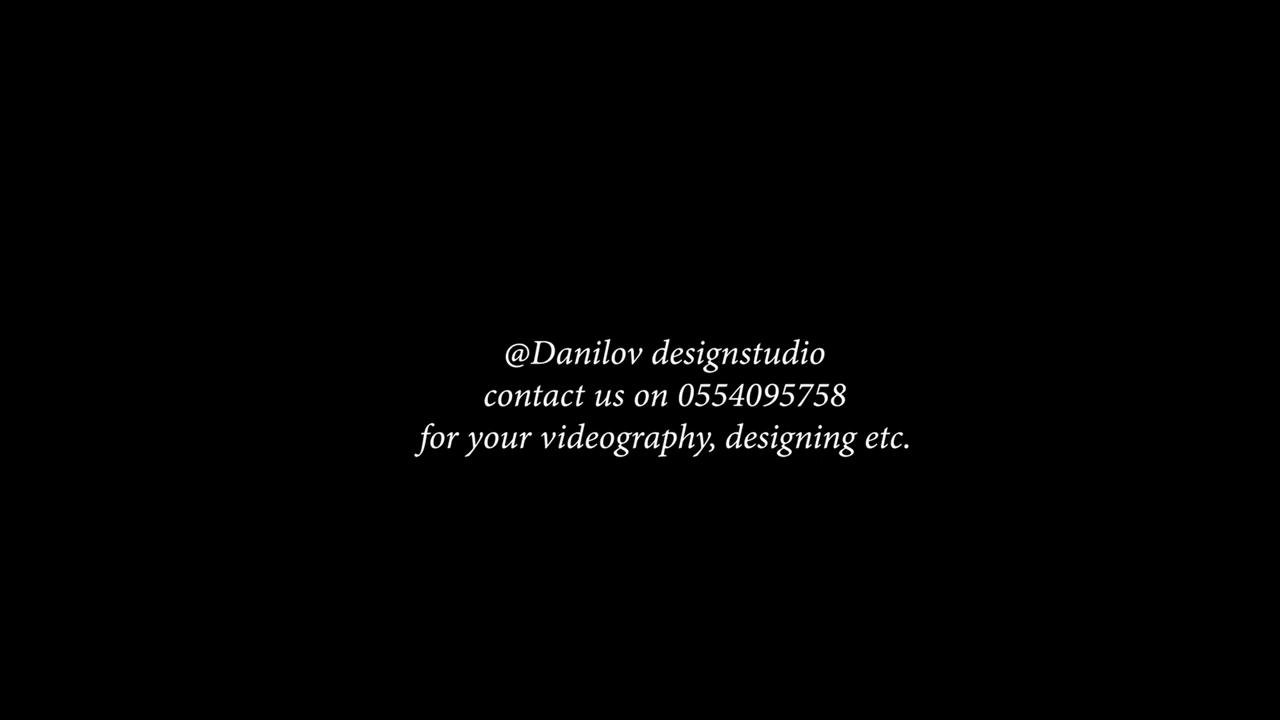 @Danilov designstudio
contact us on 0554095758
for your videography, designing etc.